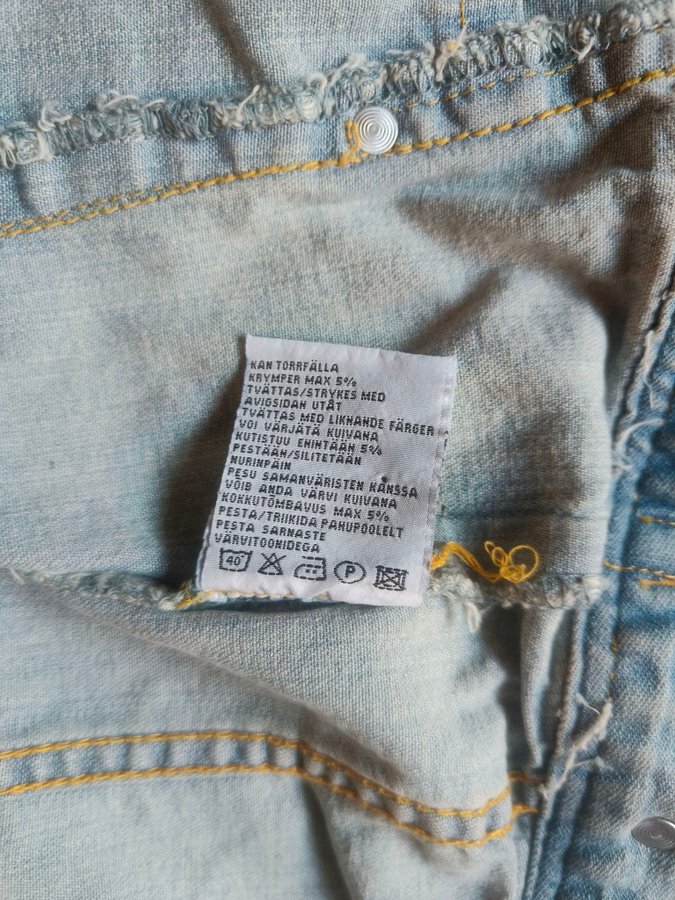 KAN TORRFÄLLA
KRYMPER MAX 5%
TVÄTTAS/STRYKES MED
AVIGSIDAN UTÅT
TVÄTTAS MED LIKNANDE FÄRGER
VOI VÄRJÄTÄ KUIVANA
KUTISTUU ENINTÄÄN 5%
PESTÄÄN/SILITETÄÄN
NURINPÄIN
PESU SAMANVÄRISTEN KANSSA
VÕIB ANDA VÄRVI KUIVANA
KOKKUTÕMBAVUS MAX 5%
PESTA/TRIIKIDA PAHUPOOLELT
PESTA SARNASTE
VÄRVITOONIDEGA
40° P